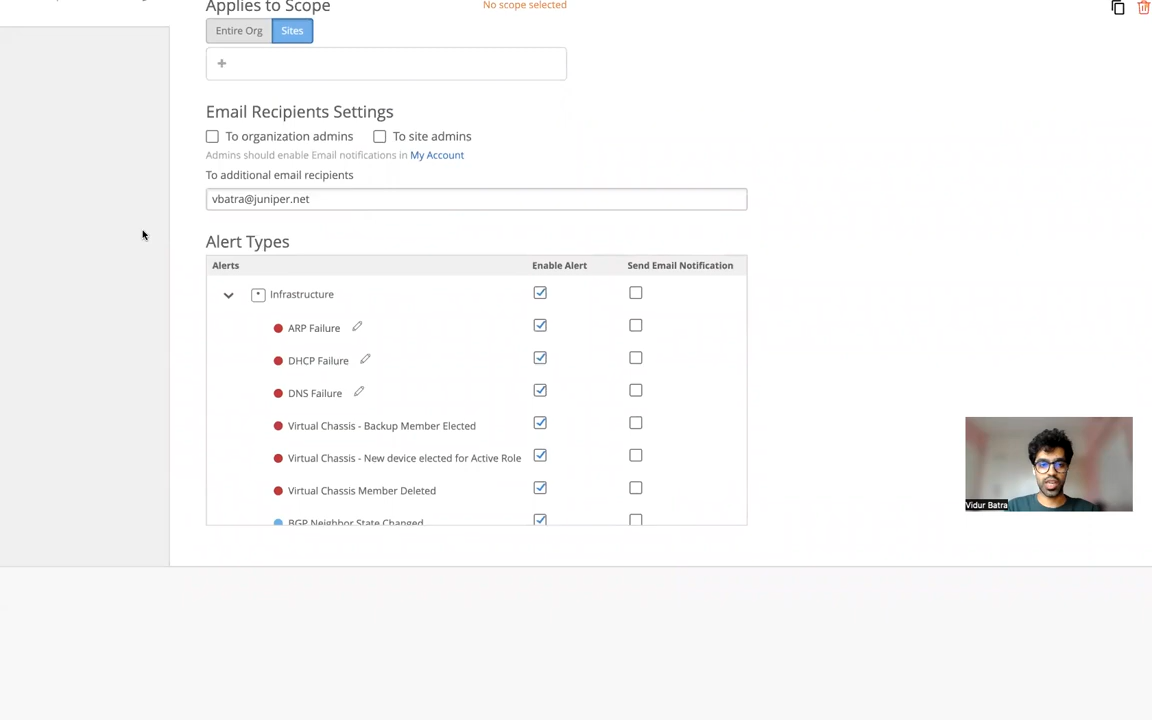 Applies to Scope
No scope selected
Entire Org
Sites
+
Email Recipients Settings
To organization admins
To site admins
Admins should enable Email notifications in My Account
To additional email recipients
vbatra@juniper.net
Alert Types
Alerts
Enable Alert
Send Email Notification
Infrastructure
ARP Failure
DHCP Failure
DNS Failure
Virtual Chassis - Backup Member Elected
Virtual Chassis - New device elected for Active Role
Virtual Chassis Member Deleted
BGP Neighbor State Changed
Vidur Batra